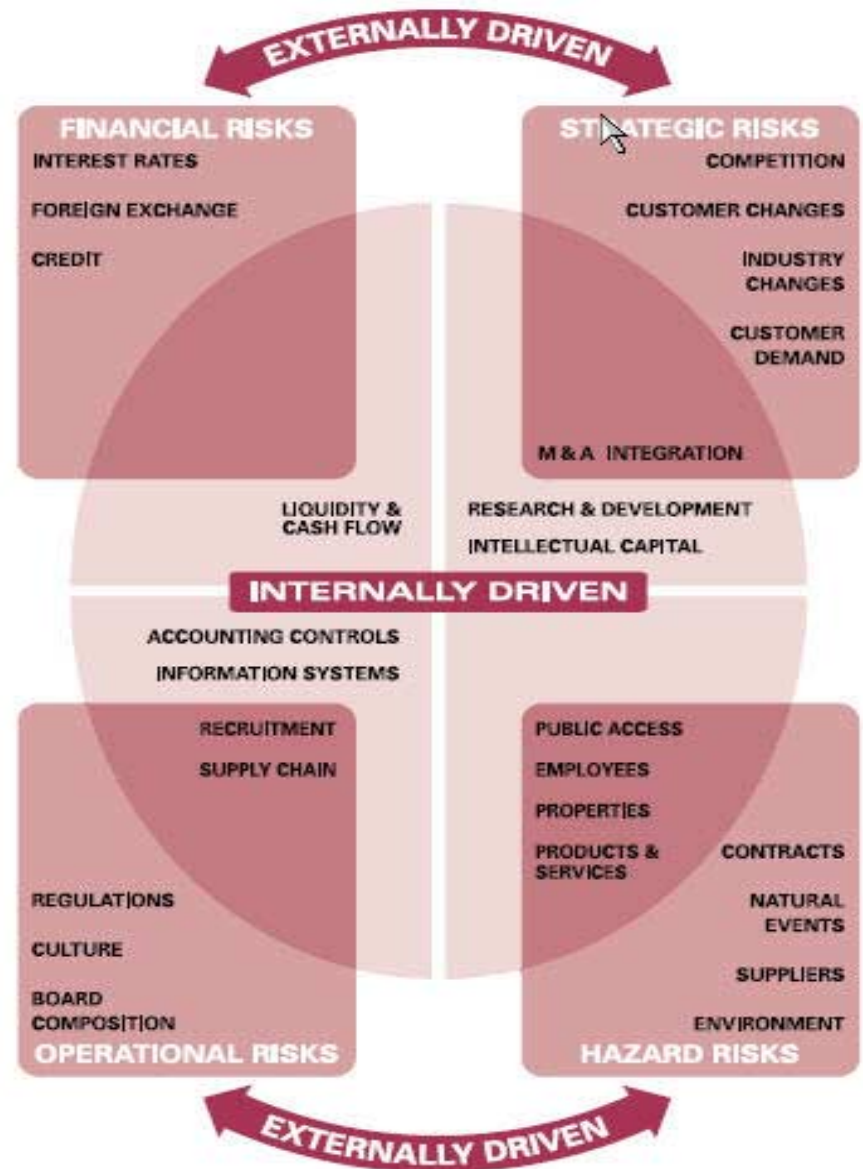 EXTERNALLY DRIVEN
FINANCIAL RISKS
INTEREST RATES
FOREIGN EXCHANGE
CREDIT
STRATEGIC RISKS
COMPETITION
CUSTOMER CHANGES
INDUSTRY
CHANGES
CUSTOMER
DEMAND
M & A INTEGRATION
LIQUIDITY &
CASH FLOW
RESEARCH & DEVELOPMENT
INTELLECTUAL CAPITAL
INTERNALLY DRIVEN
ACCOUNTING CONTROLS
INFORMATION SYSTEMS
RECRUITMENT
SUPPLY CHAIN
REGULATIONS
CULTURE
BOARD
COMPOSITION
OPERATIONAL RISKS
PUBLIC ACCESS
EMPLOYEES
PROPERTIES
PRODUCTS &
SERVICES
CONTRACTS
NATURAL
EVENTS
SUPPLIERS
ENVIRONMENT
HAZARD RISKS
EXTERNALLY DRIVEN